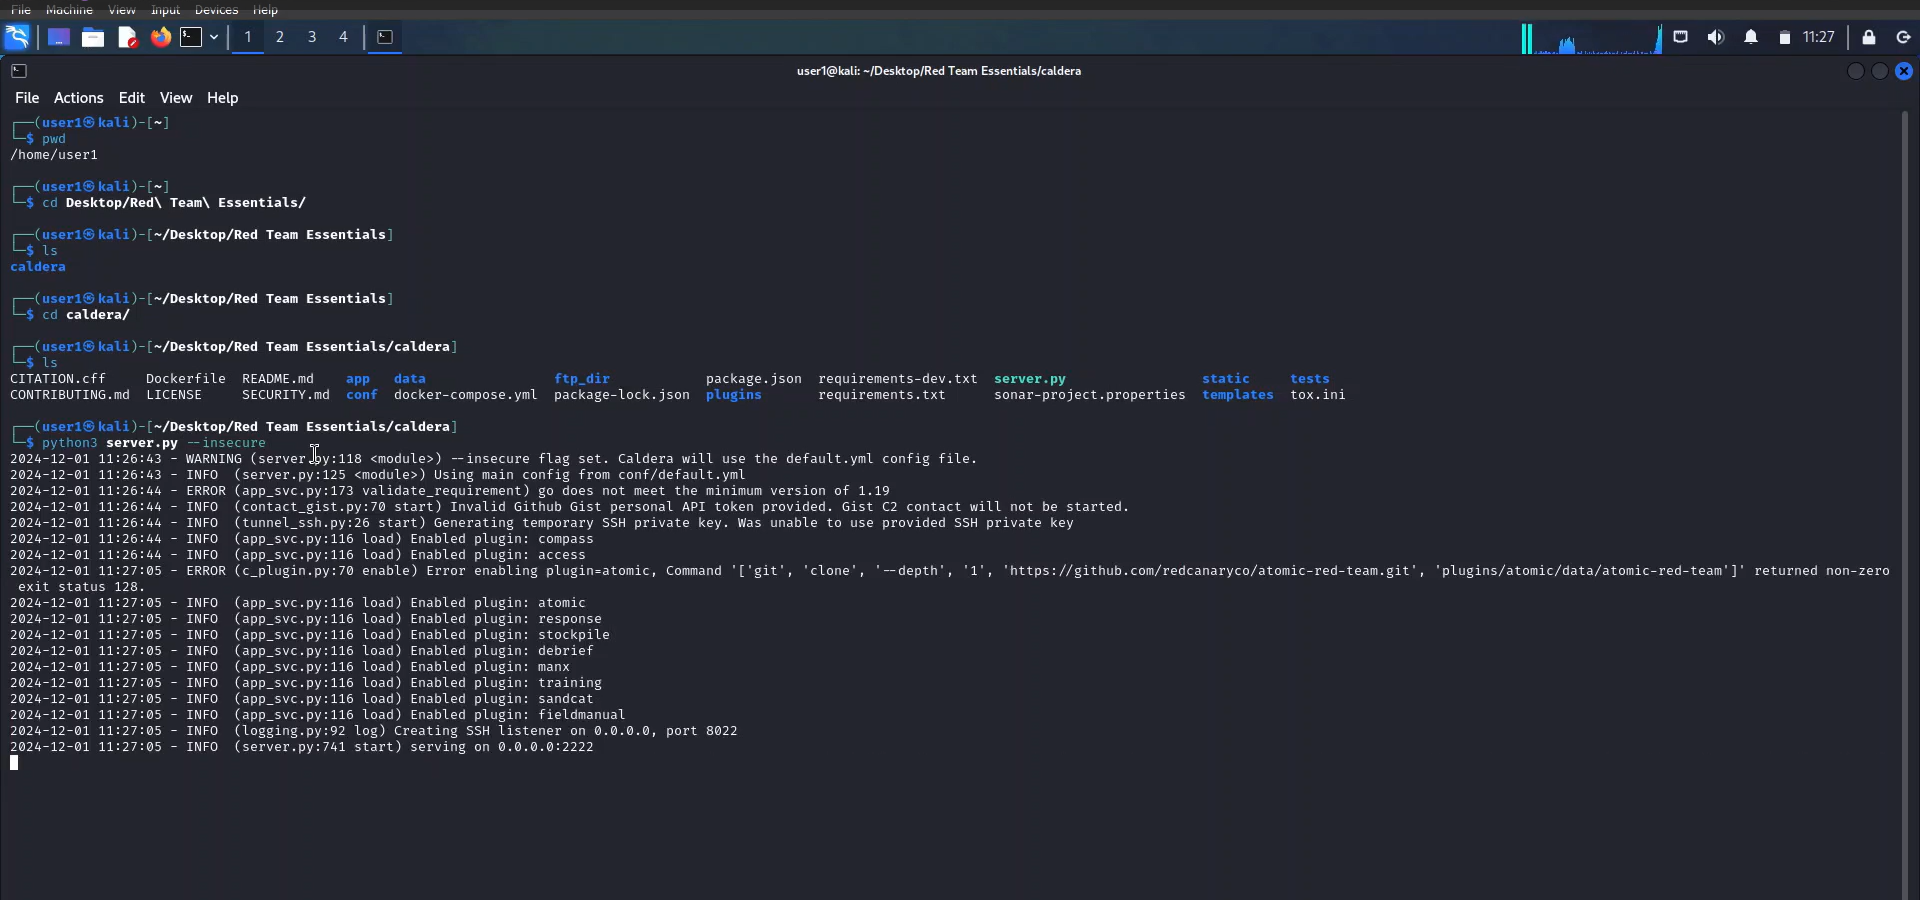 File Machine View Input Devices Help
1 2 3 4 11:27
user1@kali: ~/Desktop/Red Team Essentials/caldera
File Actions Edit View Help
┌──(user1㉿kali)-[~]
└─$ pwd
/home/user1
┌──(user1㉿kali)-[~]
└─$ cd Desktop/Red\ Team\ Essentials/
┌──(user1㉿kali)-[~/Desktop/Red Team Essentials]
└─$ ls
caldera
┌──(user1㉿kali)-[~/Desktop/Red Team Essentials]
└─$ cd caldera/
┌──(user1㉿kali)-[~/Desktop/Red Team Essentials/caldera]
└─$ ls
CITATION.cff Dockerfile README.md app data ftp_dir package.json requirements-dev.txt server.py static tests
CONTRIBUTING.md LICENSE SECURITY.md conf docker-compose.yml package-lock.json plugins requirements.txt sonar-project.properties templates tox.ini
┌──(user1㉿kali)-[~/Desktop/Red Team Essentials/caldera]
└─$ python3 server.py --insecure
2024-12-01 11:26:43 - WARNING (server.py:118 <module>) --insecure flag set. Caldera will use the default.yml config file.
2024-12-01 11:26:43 - INFO (server.py:125 <module>) Using main config from conf/default.yml
2024-12-01 11:26:44 - ERROR (app_svc.py:173 validate_requirement) go does not meet the minimum version of 1.19
2024-12-01 11:26:44 - INFO (contact_gist.py:70 start) Invalid Github Gist personal API token provided. Gist C2 contact will not be started.
2024-12-01 11:26:44 - INFO (tunnel_ssh.py:26 start) Generating temporary SSH private key. Was unable to use provided SSH private key
2024-12-01 11:26:44 - INFO (app_svc.py:116 load) Enabled plugin: compass
2024-12-01 11:26:44 - INFO (app_svc.py:116 load) Enabled plugin: access
2024-12-01 11:27:05 - ERROR (c_plugin.py:70 enable) Error enabling plugin=atomic, Command '['git', 'clone', '--depth', '1', 'https://github.com/redcanaryco/atomic-red-team.git', 'plugins/atomic/data/atomic-red-team']' returned non-zero
exit status 128.
2024-12-01 11:27:05 - INFO (app_svc.py:116 load) Enabled plugin: atomic
2024-12-01 11:27:05 - INFO (app_svc.py:116 load) Enabled plugin: response
2024-12-01 11:27:05 - INFO (app_svc.py:116 load) Enabled plugin: stockpile
2024-12-01 11:27:05 - INFO (app_svc.py:116 load) Enabled plugin: debrief
2024-12-01 11:27:05 - INFO (app_svc.py:116 load) Enabled plugin: manx
2024-12-01 11:27:05 - INFO (app_svc.py:116 load) Enabled plugin: training
2024-12-01 11:27:05 - INFO (app_svc.py:116 load) Enabled plugin: sandcat
2024-12-01 11:27:05 - INFO (app_svc.py:116 load) Enabled plugin: fieldmanual
2024-12-01 11:27:05 - INFO (logging.py:92 log) Creating SSH listener on 0.0.0.0, port 8022
2024-12-01 11:27:05 - INFO (server.py:741 start) serving on 0.0.0.0:2222